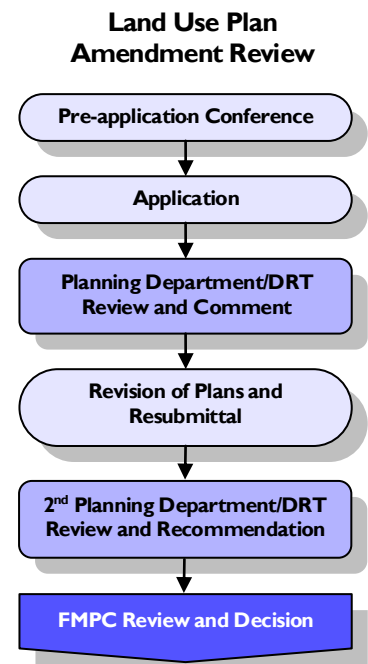 Land Use Plan
Amendment Review
Pre-application Conference
Application
Planning Department/DRT
Review and Comment
Revision of Plans and
Resubmittal
2nd Planning Department/DRT
Review and Recommendation
FMPC Review and Decision